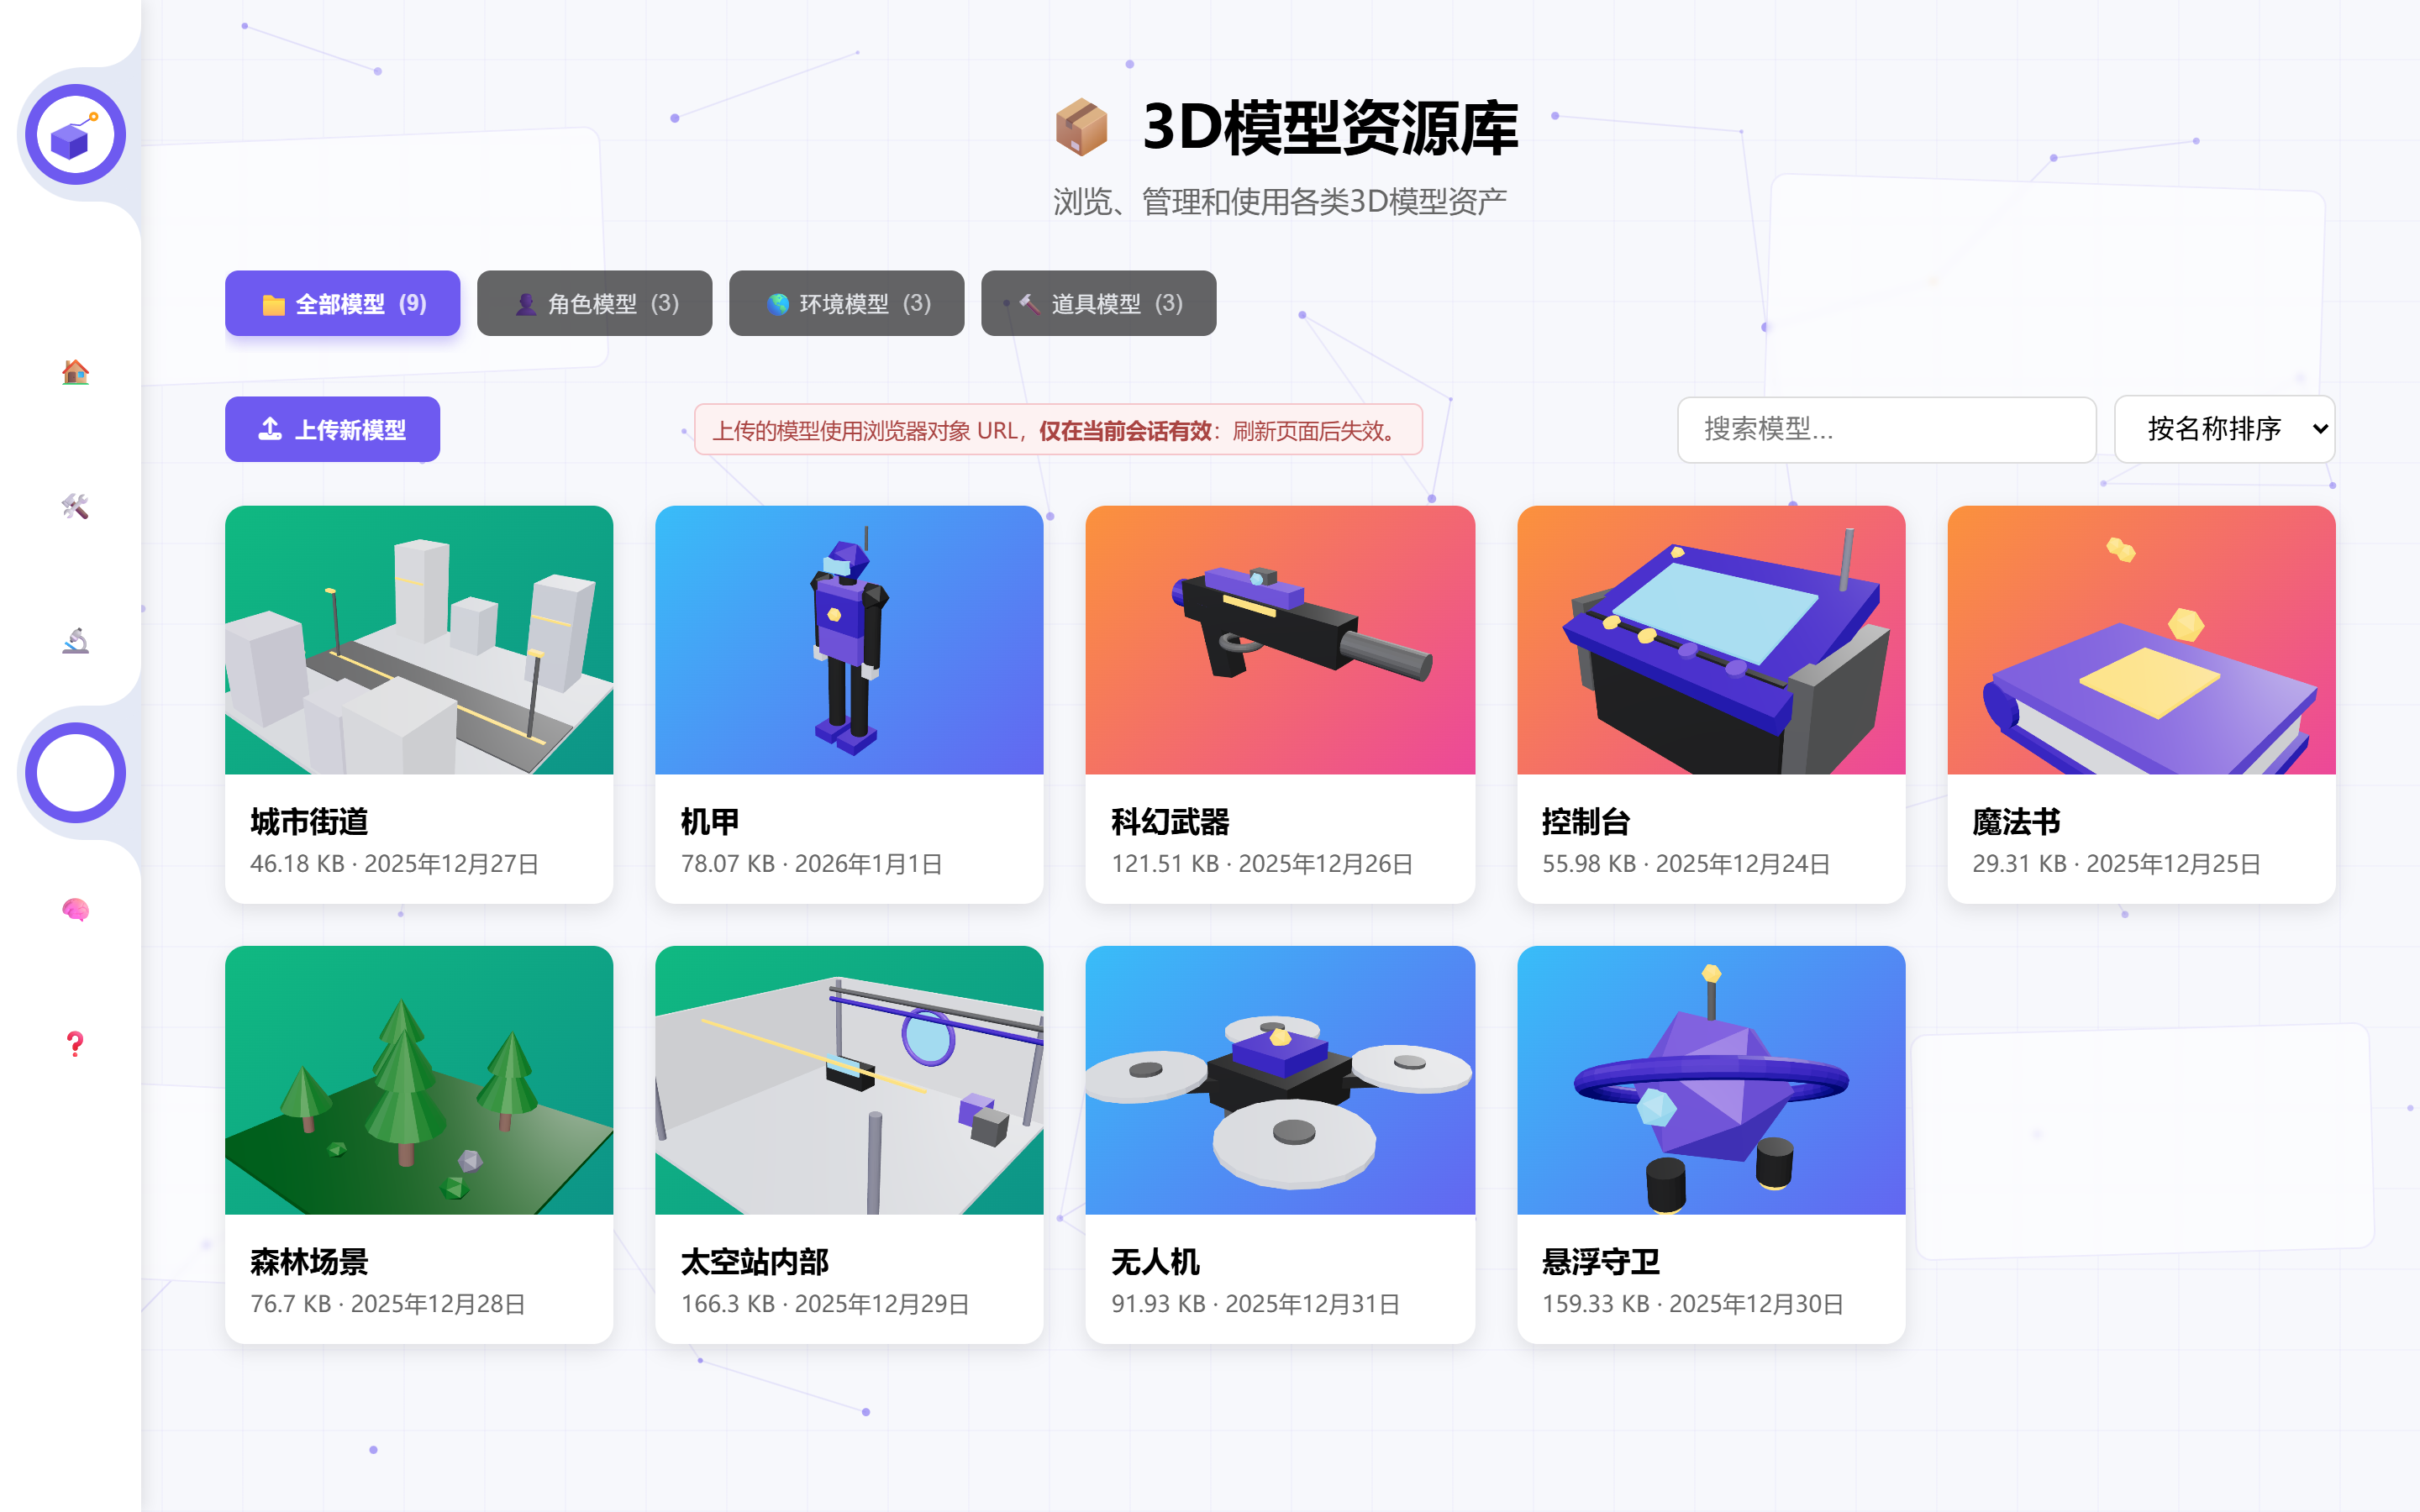 3D模型资源库
浏览、管理和使用各类3D模型资产
全部模型 (9)
角色模型 (3)
环境模型 (3)
道具模型 (3)
上传新模型
上传的模型使用浏览器对象 URL，仅在当前会话有效：刷新页面后失效。
搜索模型...
按名称排序
城市街道
46.18 KB · 2025年12月27日
机甲
78.07 KB · 2026年1月1日
科幻武器
121.51 KB · 2025年12月26日
控制台
55.98 KB · 2025年12月24日
魔法书
29.31 KB · 2025年12月25日
森林场景
76.7 KB · 2025年12月28日
太空站内部
166.3 KB · 2025年12月29日
无人机
91.93 KB · 2025年12月31日
悬浮守卫
159.33 KB · 2025年12月30日